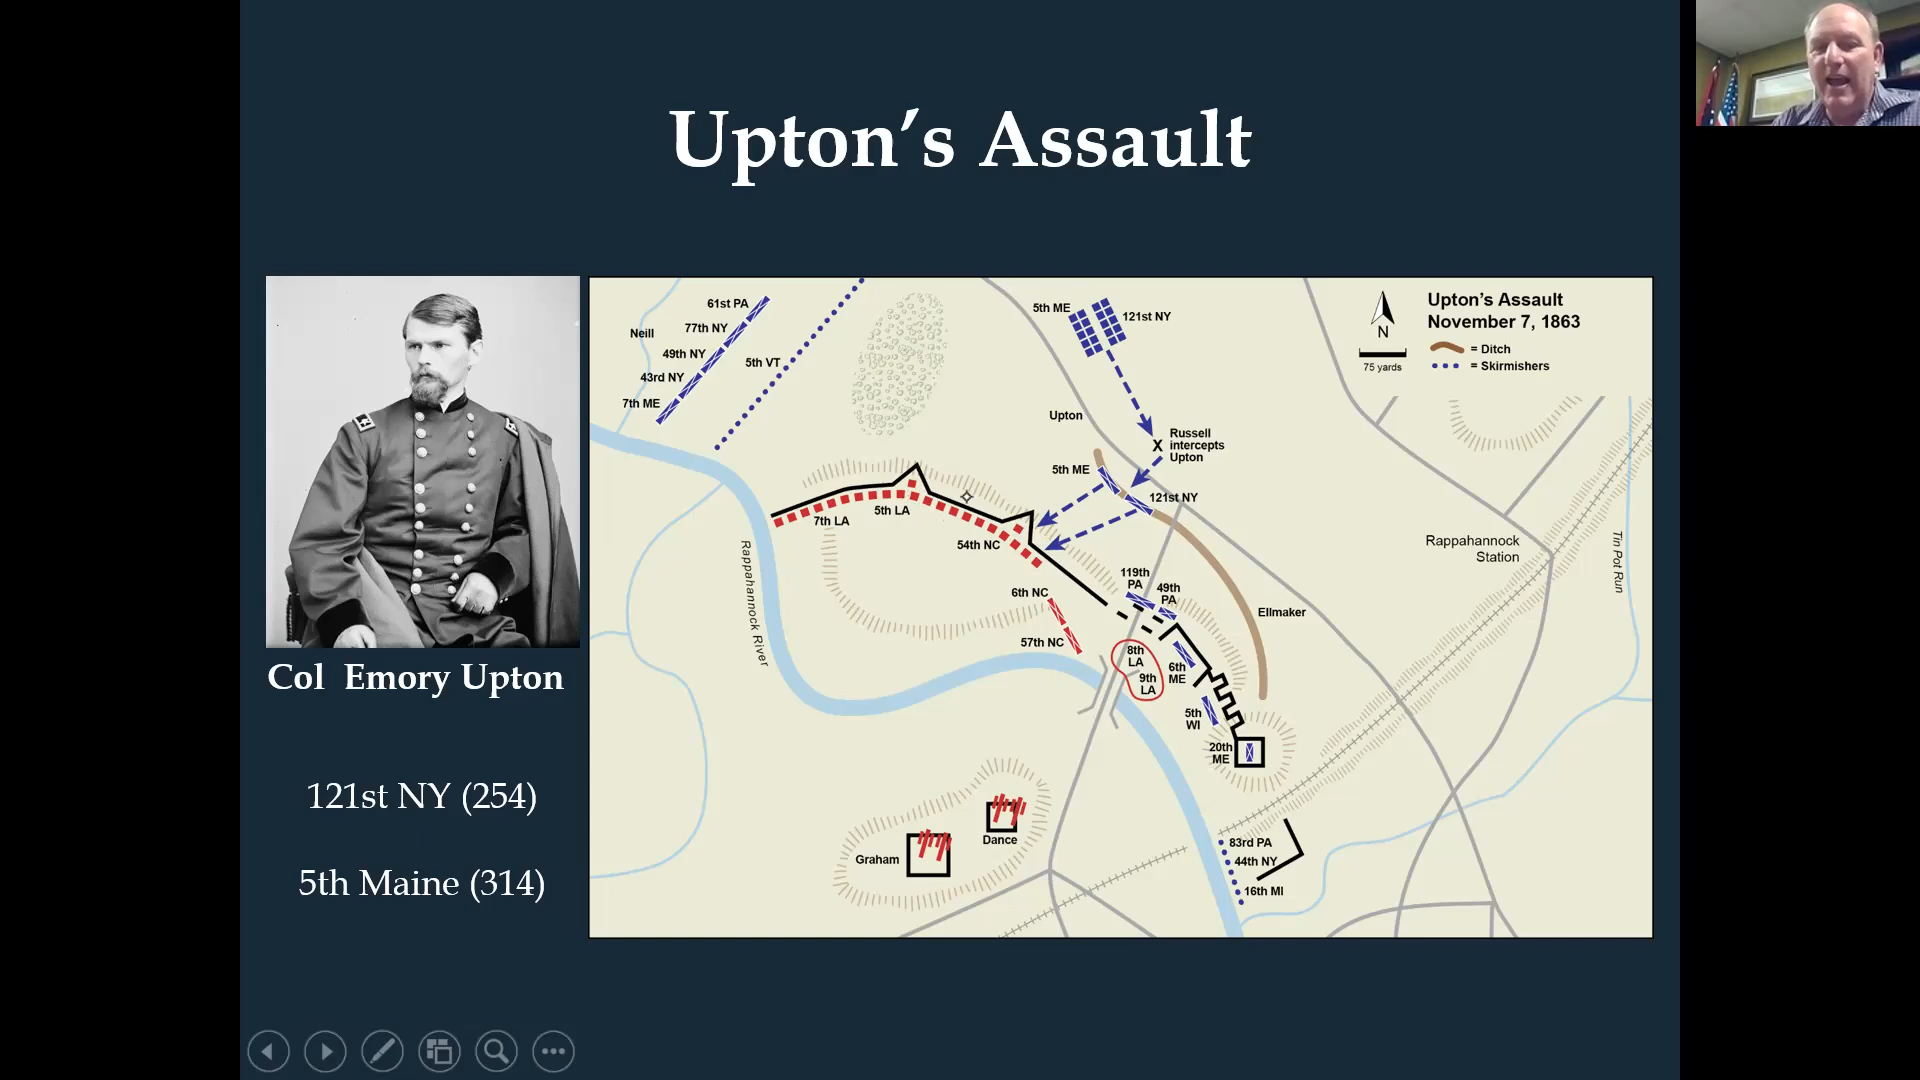 Upton’s Assault
Col Emory Upton
121st NY (254)
5th Maine (314)
Upton’s Assault
November 7, 1863
N
75 yards
= Ditch
= Skirmishers
61st PA
77th NY
Neill
49th NY
43rd NY
7th ME
5th VT
5th ME
121st NY
Upton
X
Russell
intercepts
Upton
5th ME
121st NY
7th LA
5th LA
54th NC
6th NC
57th NC
119th
PA
49th
PA
Ellmaker
Rappahannock
Station
Tin Pot Run
Rappahannock River
8th
LA
9th
LA
6th
ME
5th
WI
20th
ME
Graham
Dance
83rd PA
44th NY
16th MI